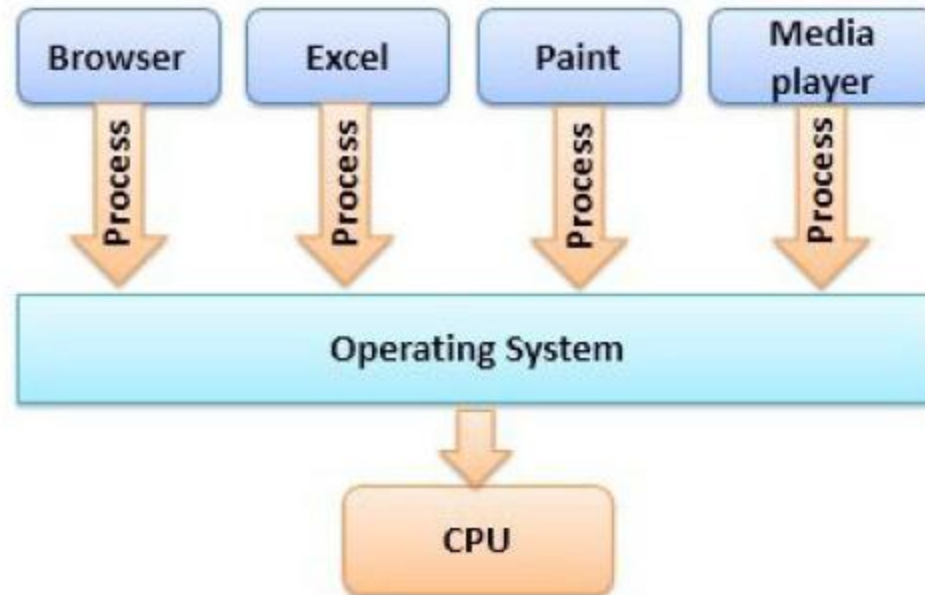 Browser
Excel
Paint
Media
player
Process
Process
Process
Process
Operating System
CPU